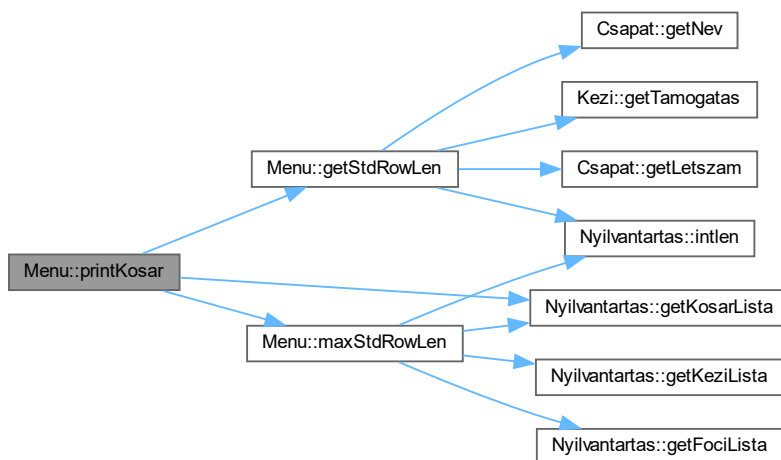 Csapat::getNev
Kezi::getTamogatas
Menu::getStdRowLen
Csapat::getLetszam
Nyilvantartas::intlen
Menu::printKosar
Nyilvantartas::getKosarLista
Menu::maxStdRowLen
Nyilvantartas::getKeziLista
Nyilvantartas::getFociLista